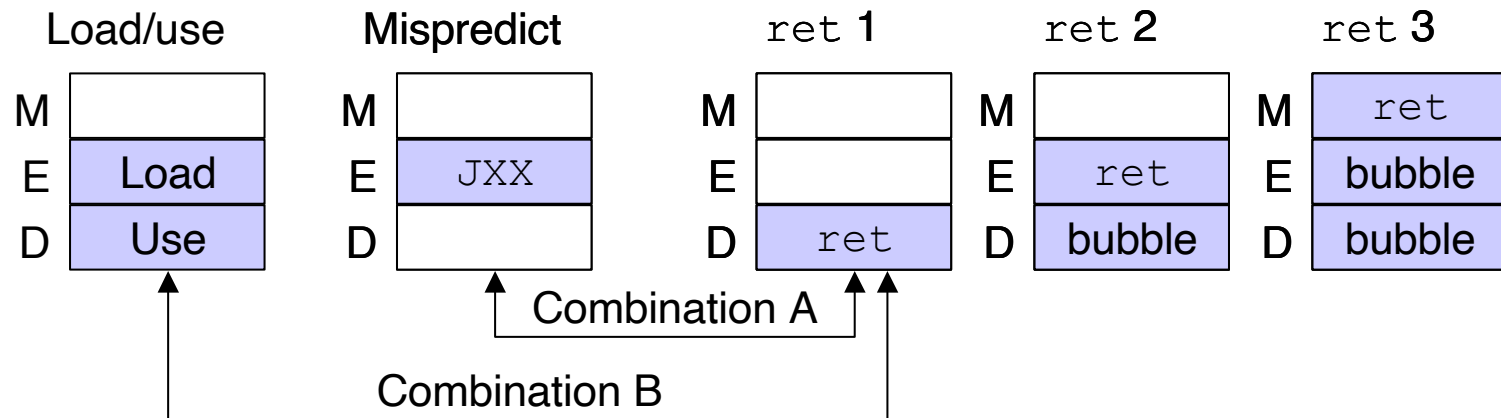 Load/use Mispredict ret 1 ret 2 ret 3
M M M M M ret
E Load E JXX E E ret E bubble
D Use D D ret D bubble D bubble
Combination A
Combination B